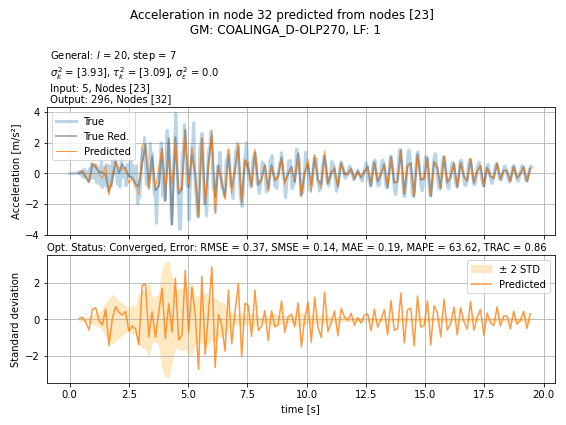 Acceleration in node 32 predicted from nodes [23]
GM: COALINGA_D-OLP270, LF: 1
General: l = 20, step = 7
σ²ₖ = [3.93], τ²ₖ = [3.09], σ²ε = 0.0
Input: 5, Nodes [23]
Output: 296, Nodes [32]
4
2
0
−2
−4
Acceleration [m/s²]
True
True Red.
Predicted
Opt. Status: Converged, Error: RMSE = 0.37, SMSE = 0.14, MAE = 0.19, MAPE = 63.62, TRAC = 0.86
2
0
−2
Standard deviation
± 2 STD
Predicted
0.0 2.5 5.0 7.5 10.0 12.5 15.0 17.5 20.0
time [s]